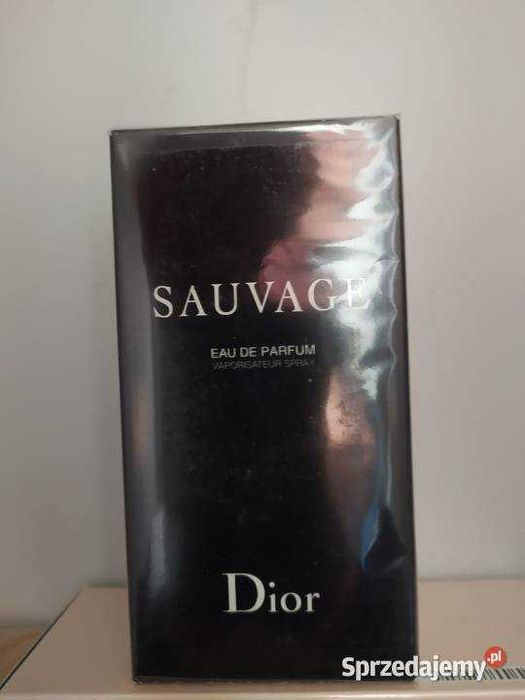 SAUVAGE
EAU DE PARFUM
VAPORISATEUR SPRAY
Dior
Sprzedajemy.pl